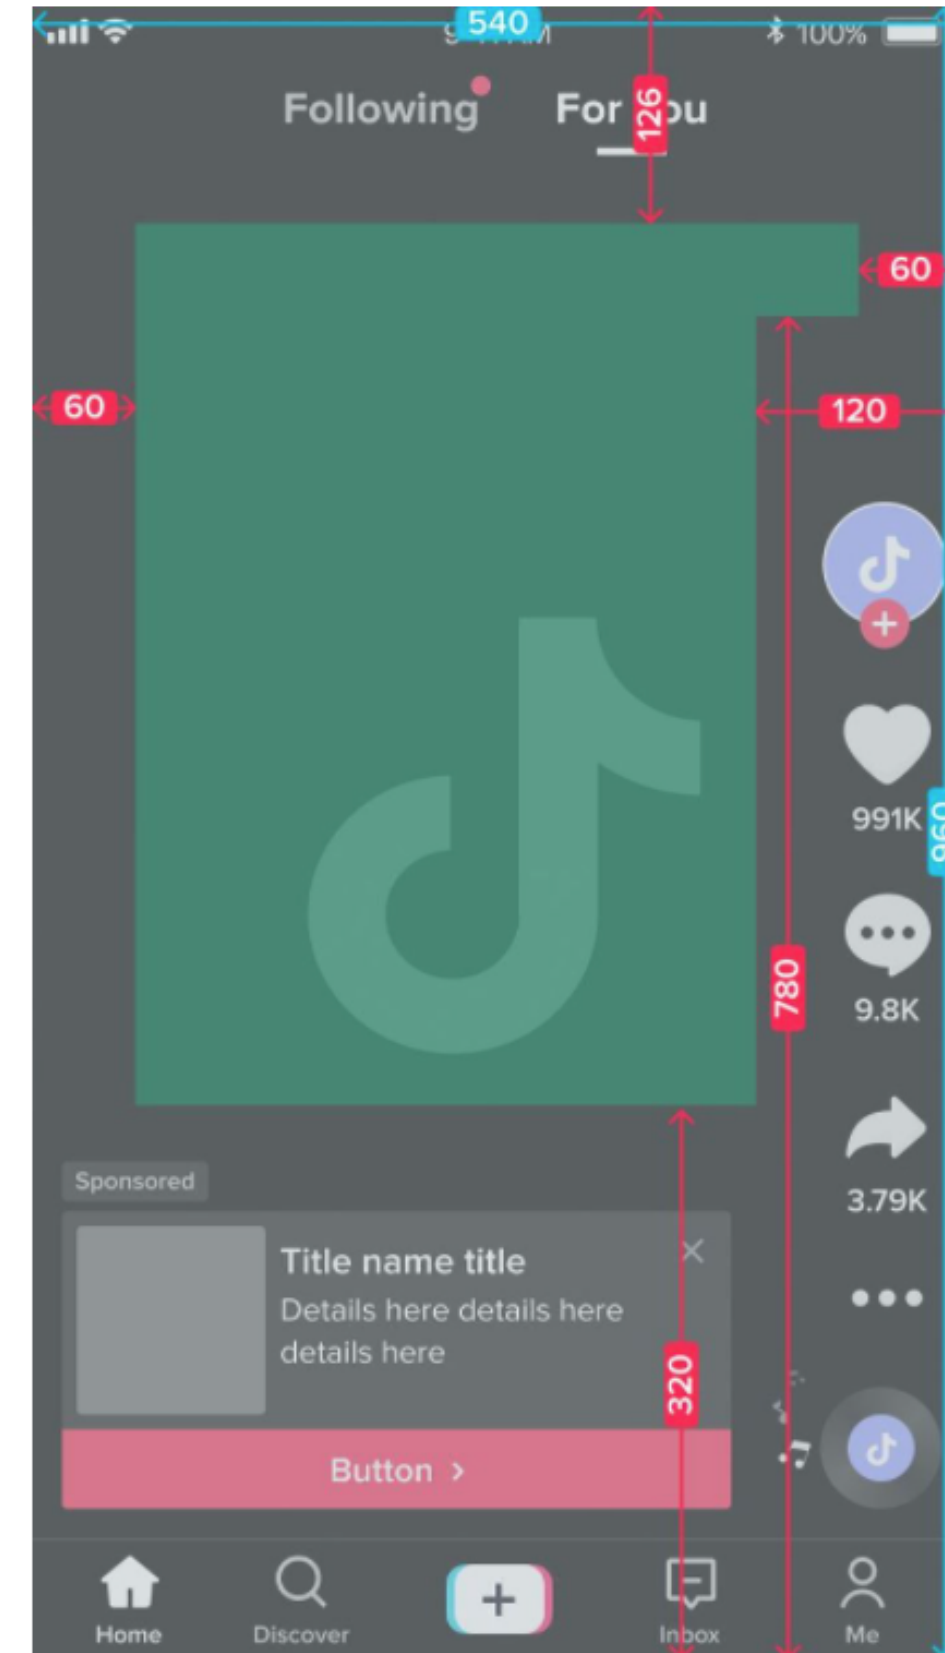 540
100%
Following
For
ou
126
60
60
120
991K
960
9.8K
780
3.79K
Sponsored
Title name title
Details here details here
details here
320
Button >
Home
Discover
Inbox
Me